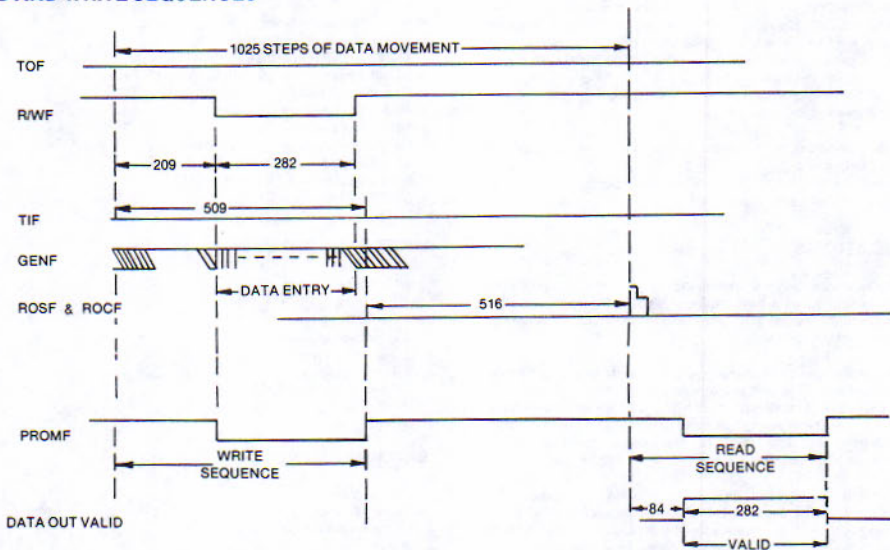 1025 STEPS OF DATA MOVEMENT
TOF
R/WF
209
282
509
TIF
GENF
DATA ENTRY
516
ROSF & ROCF
PROMF
WRITE
SEQUENCE
READ
SEQUENCE
84
282
DATA OUT VALID
VALID